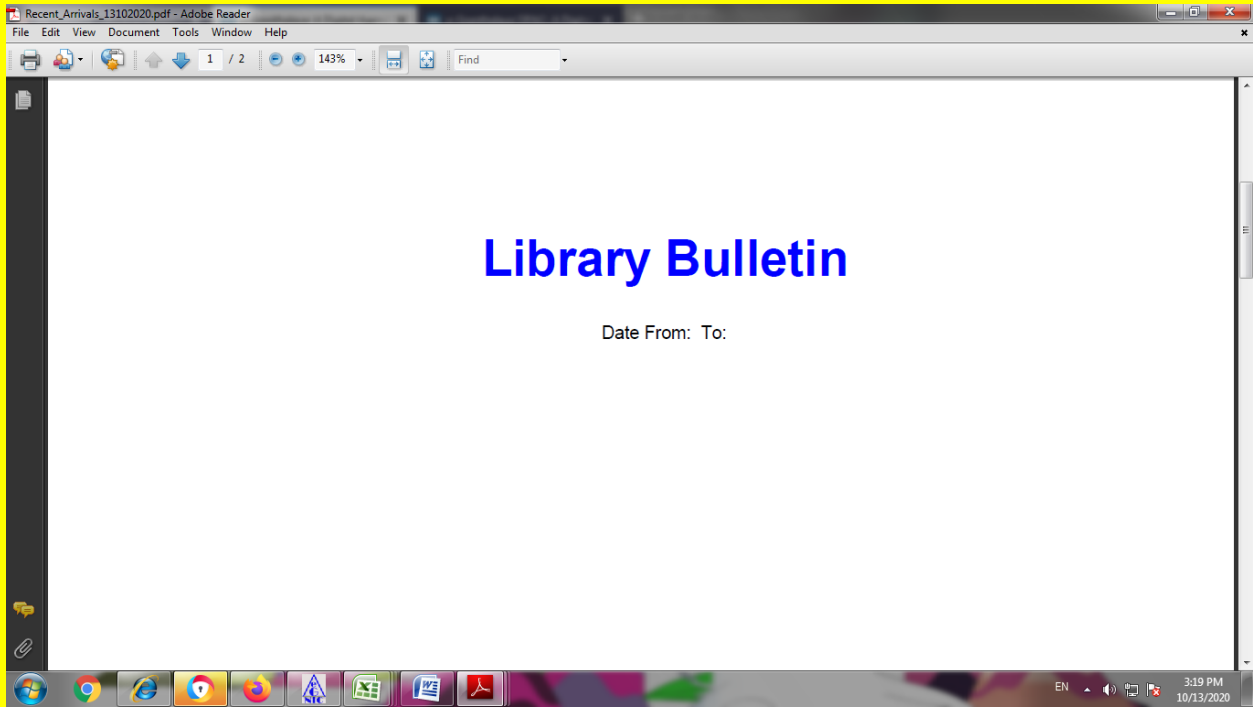 Recent_Arrivals_13102020.pdf - Adobe Reader
File Edit View Document Tools Window Help
1 / 2 143% Find
Library Bulletin
Date From: To:
NIC
EN 3:19 PM
10/13/2020